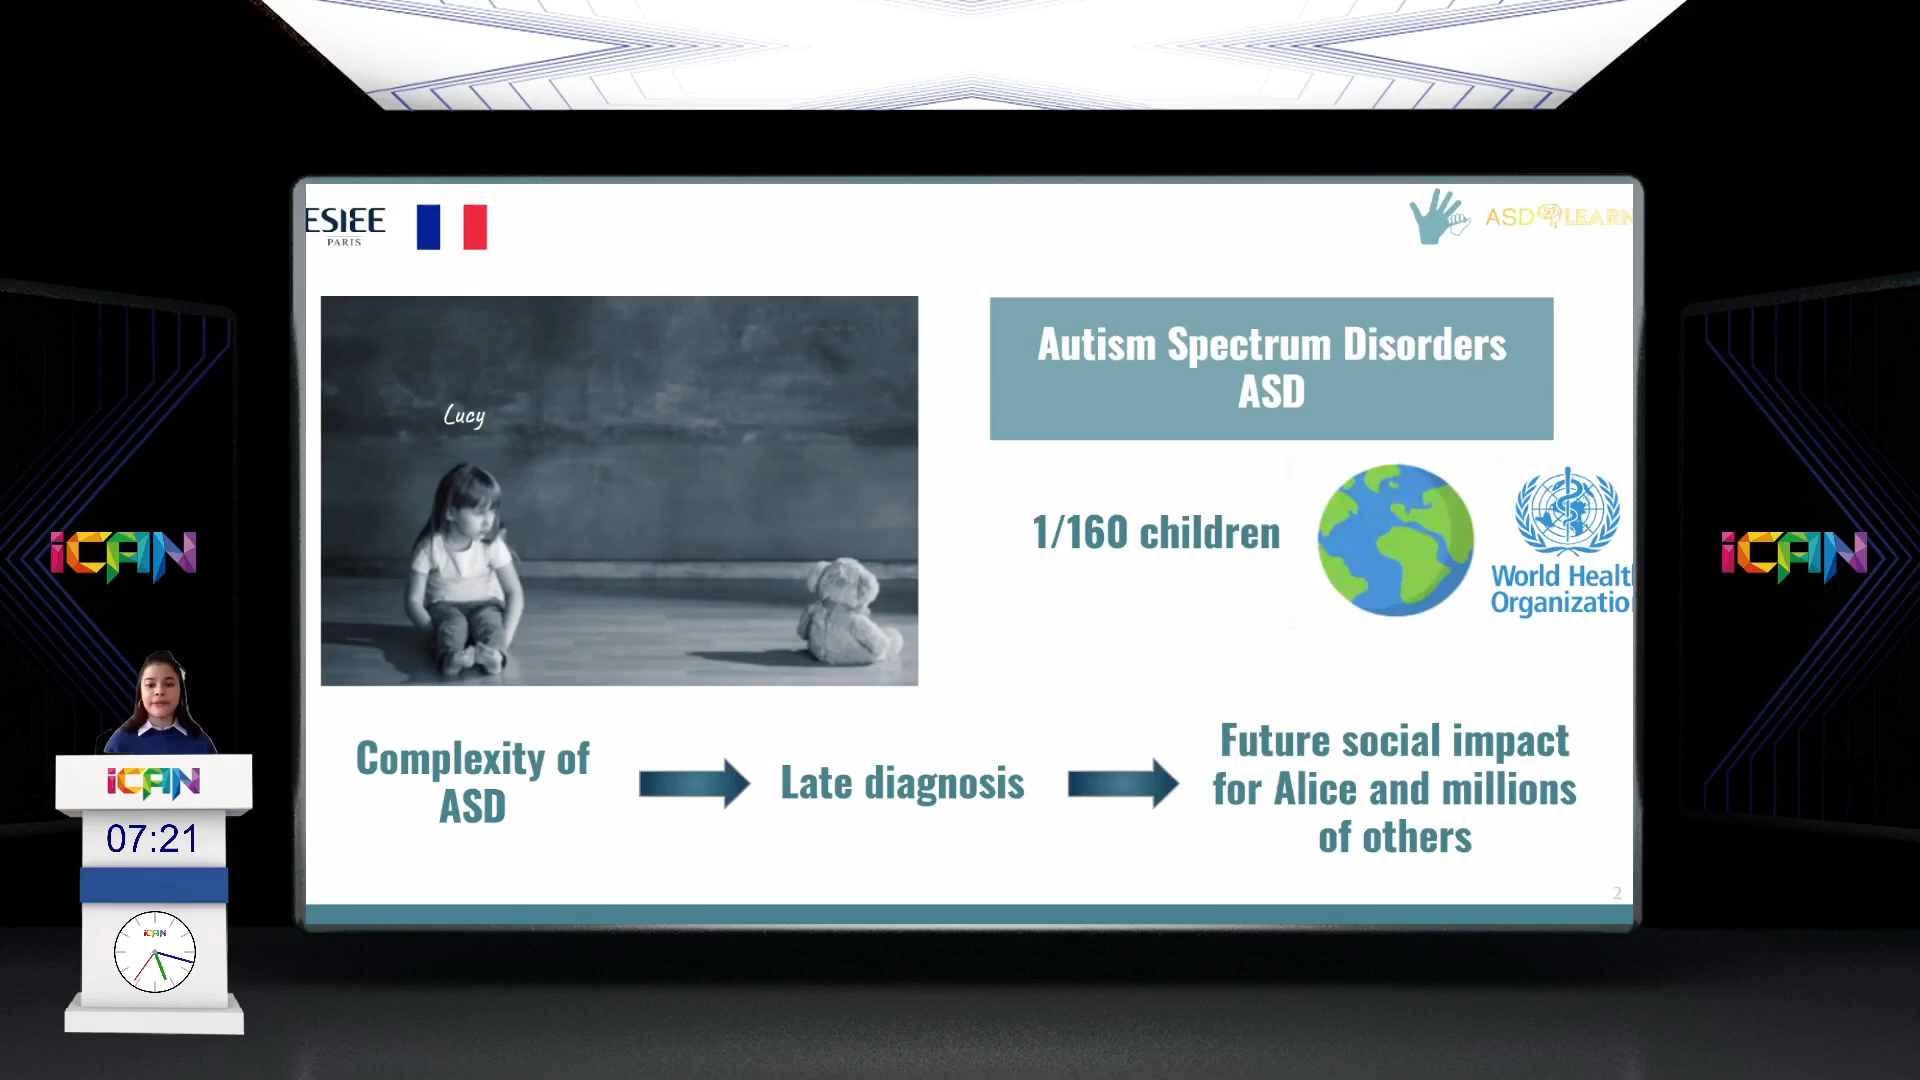 ESIEE
PARIS
ASD LEARN
Lucy
Autism Spectrum Disorders
ASD
1/160 children
World Healt
Organizatio
Complexity of
ASD
Late diagnosis
Future social impact
for Alice and millions
of others
2
iCAN
iCAN
iCAN
07:21
iCAN